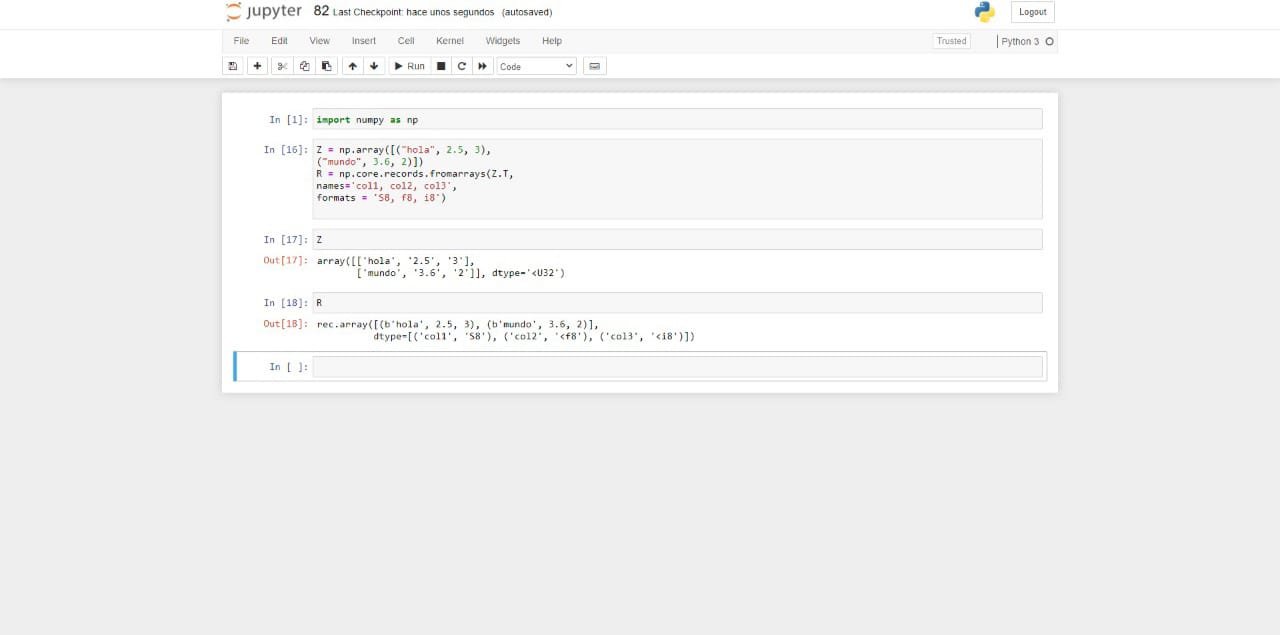 jupyter 82 Last Checkpoint: hace unos segundos (autosaved)
Logout
File Edit View Insert Cell Kernel Widgets Help
Trusted
Python 3
Run
Code
In [1]: import numpy as np
In [16]: Z = np.array([("hola", 2.5, 3),
("mundo", 3.6, 2)])
R = np.core.records.fromarrays(Z.T,
names='col1, col2, col3',
formats = 'S8, f8, i8')
In [17]: Z
Out[17]: array([['hola', '2.5', '3'],
['mundo', '3.6', '2']], dtype='<U32')
In [18]: R
Out[18]: rec.array([(b'hola', 2.5, 3), (b'mundo', 3.6, 2)],
dtype=[('col1', 'S8'), ('col2', '<f8'), ('col3', '<i8')])
In [ ]: